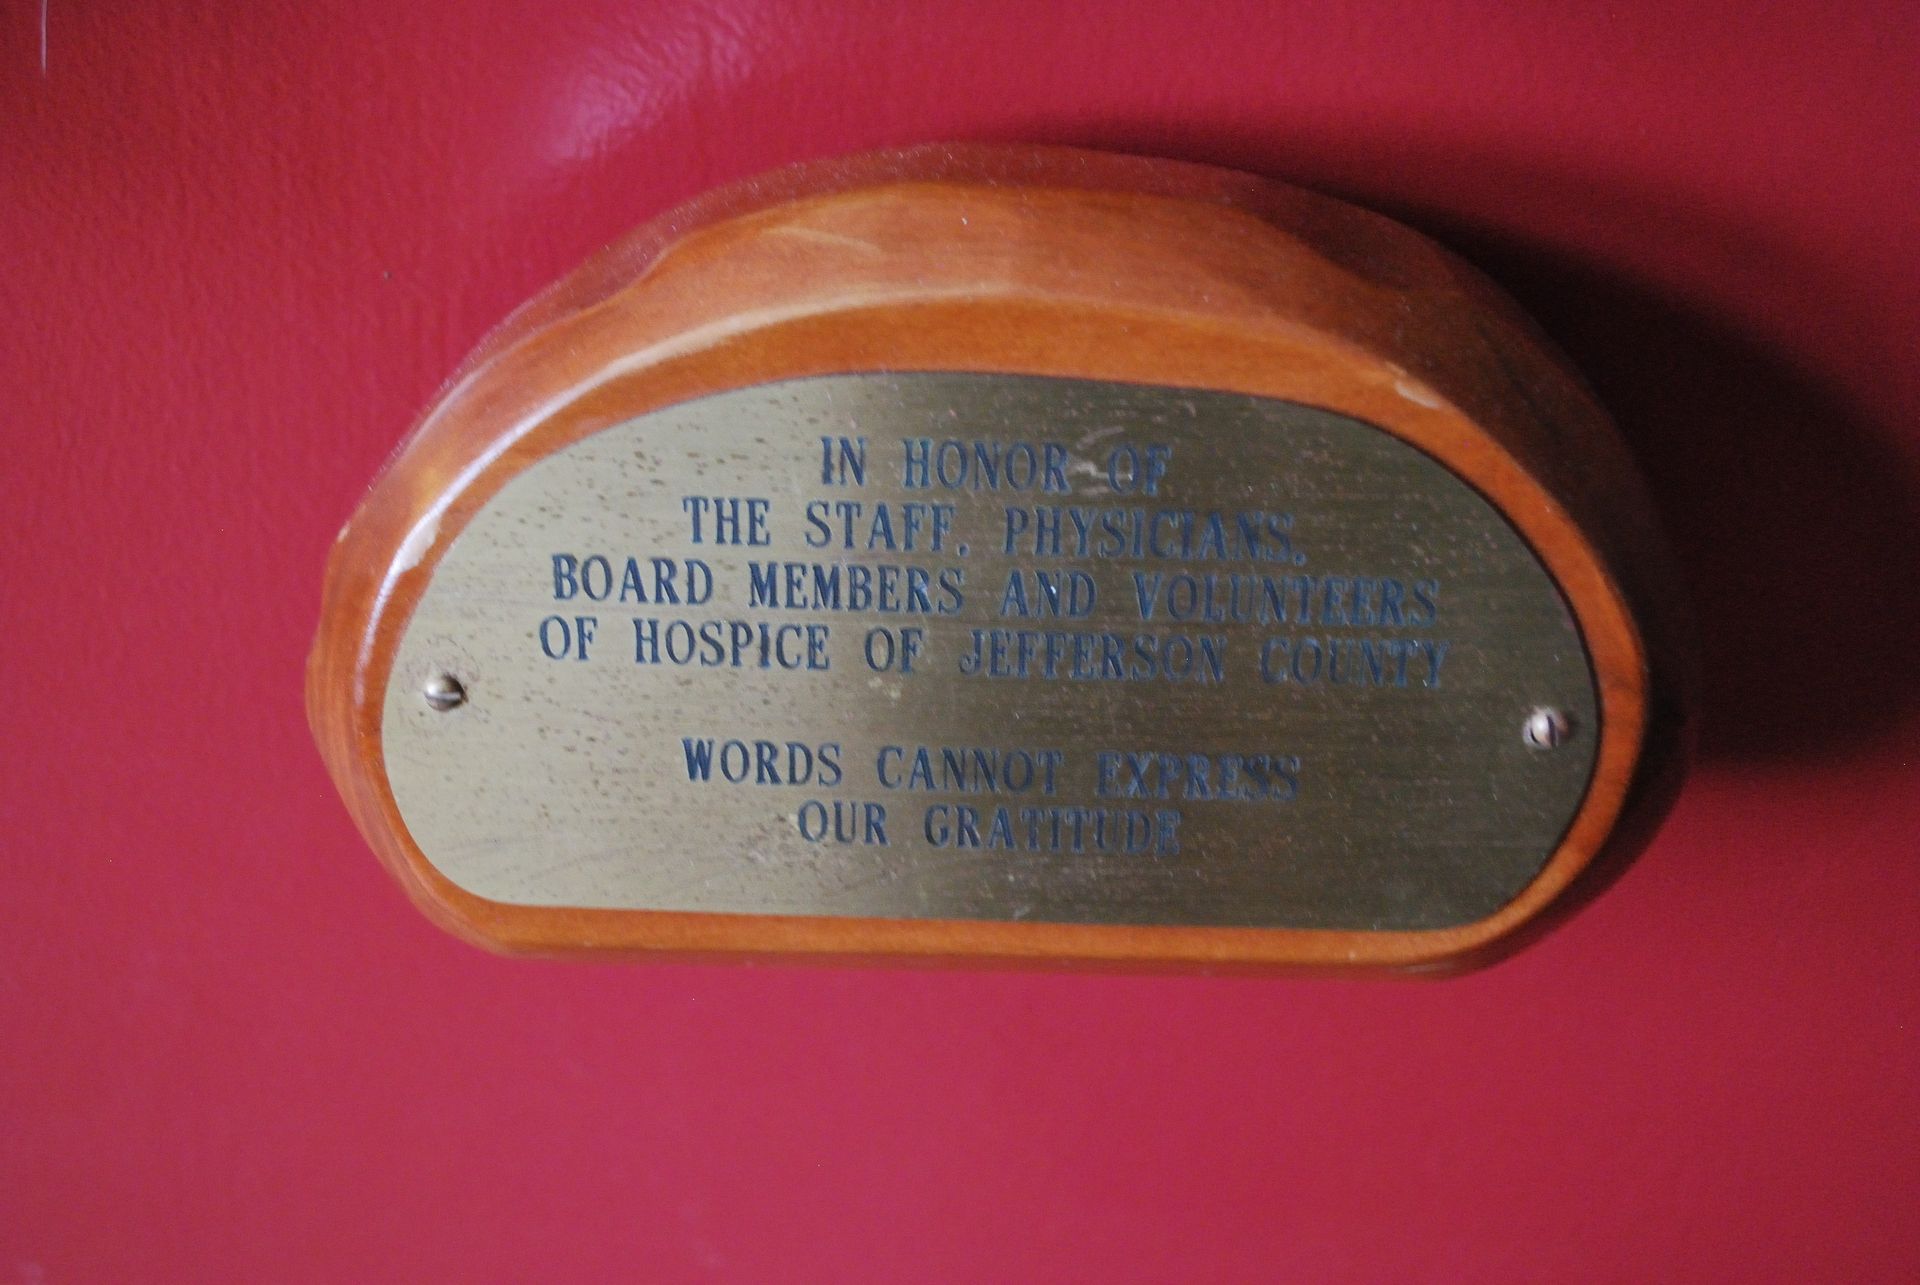 IN HONOR OF
THE STAFF, PHYSICIANS,
BOARD MEMBERS AND VOLUNTEERS
OF HOSPICE OF JEFFERSON COUNTY
WORDS CANNOT EXPRESS
OUR GRATITUDE